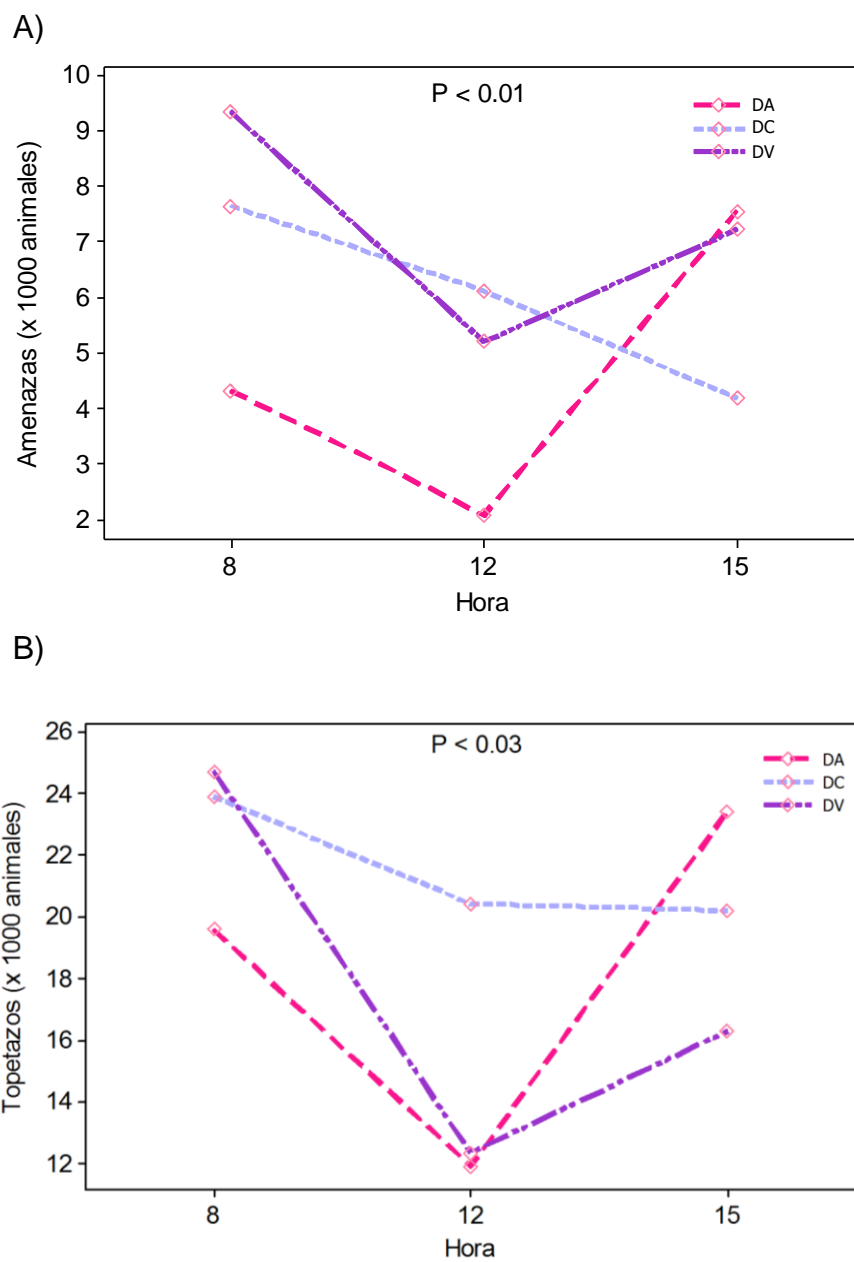 A)
P < 0.01
DA
DC
DV
Amenazas (x 1000 animales)
10
9
8
7
6
5
4
3
2
8 12 15
Hora
B)
P < 0.03
DA
DC
DV
Topetazos (x 1000 animales)
26
24
22
20
18
16
14
12
8 12 15
Hora